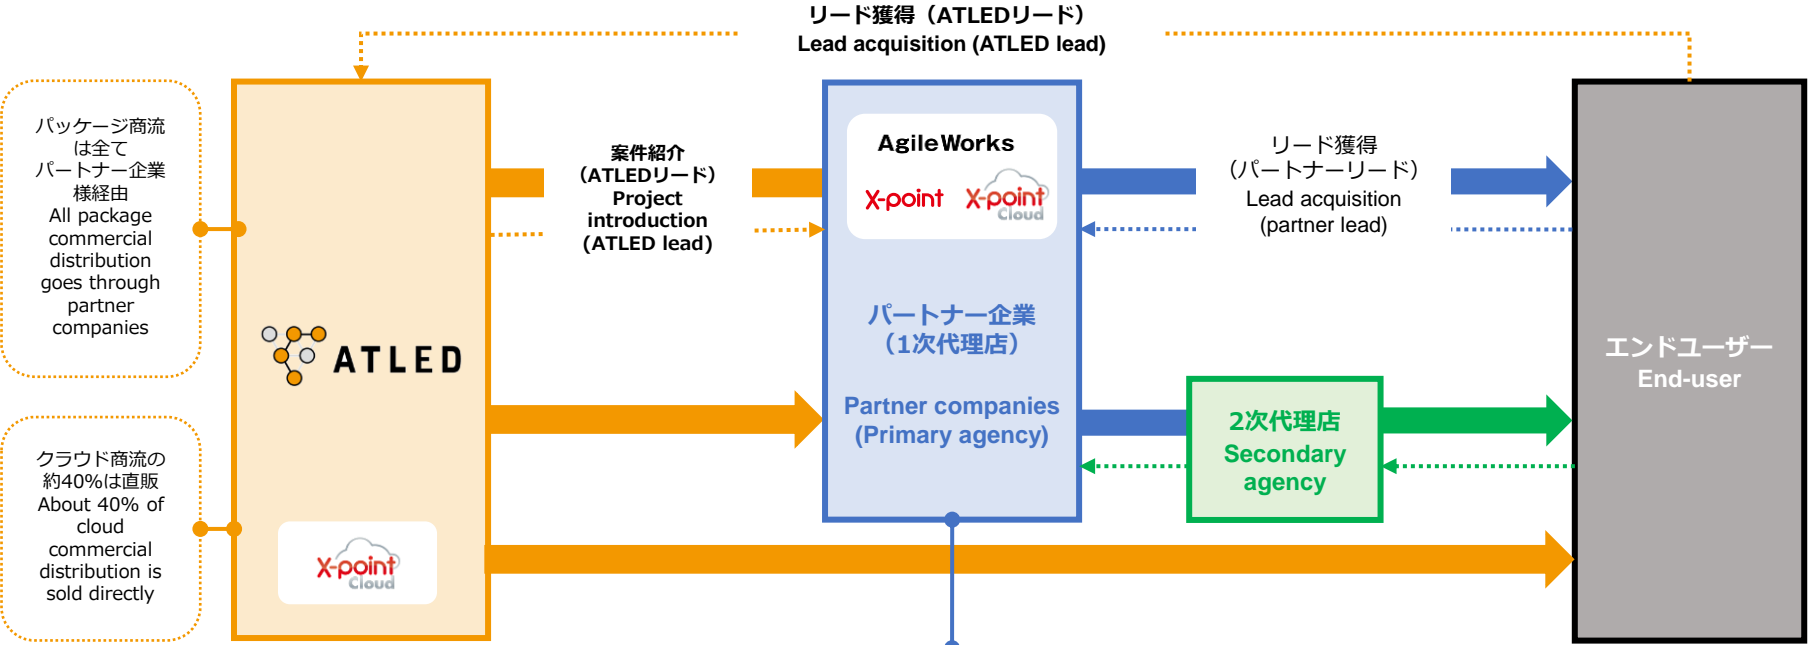 リード獲得（ATLEDリード）
Lead acquisition (ATLED lead)
パッケージ商流
は全て
パートナー企業
様経由
All package
commercial
distribution
goes through
partner
companies
クラウド商流の
約40%は直販
About 40% of
cloud
commercial
distribution is
sold directly
ATLED
X-point
Cloud
案件紹介
（ATLEDリード）
Project
introduction
(ATLED lead)
AgileWorks
X-point
X-point
Cloud
パートナー企業
（1次代理店）
Partner companies
(Primary agency)
リード獲得
（パートナーリード）
Lead acquisition
(partner lead)
2次代理店
Secondary
agency
エンドユーザー
End-user